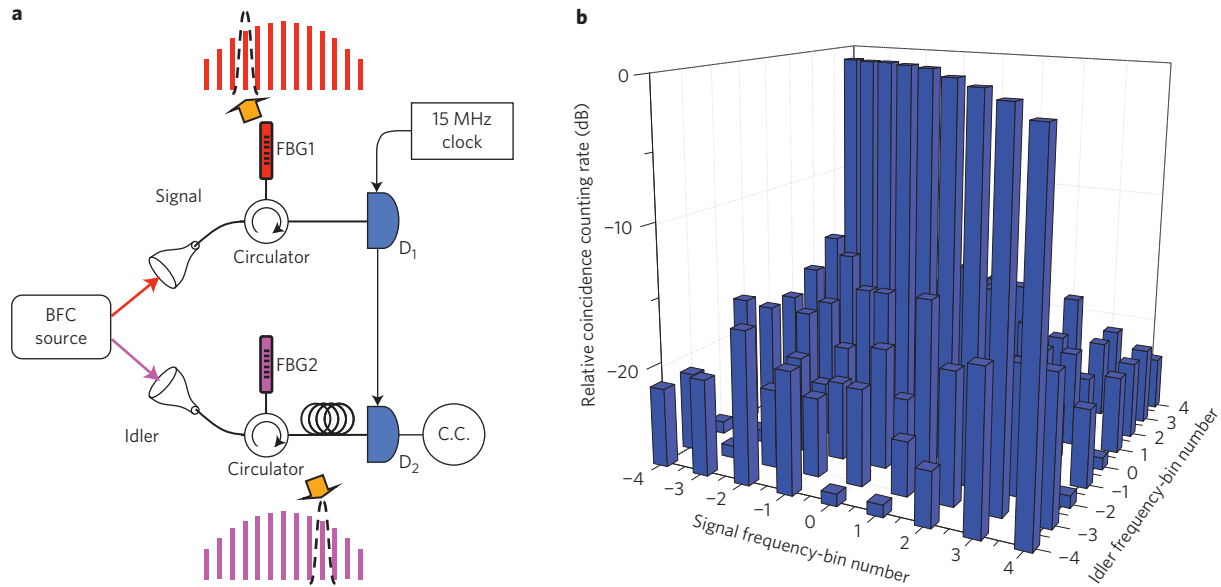 a
FBG1
15 MHz
clock
Signal
Circulator
D1
BFC
source
FBG2
Idler
Circulator
D2
C.C.
b
Relative coincidence counting rate (dB)
0
−10
−20
−4
−3
−2
−1
0
1
2
3
4
Signal frequency-bin number
4
3
2
1
0
−1
−2
−3
−4
Idler frequency-bin number